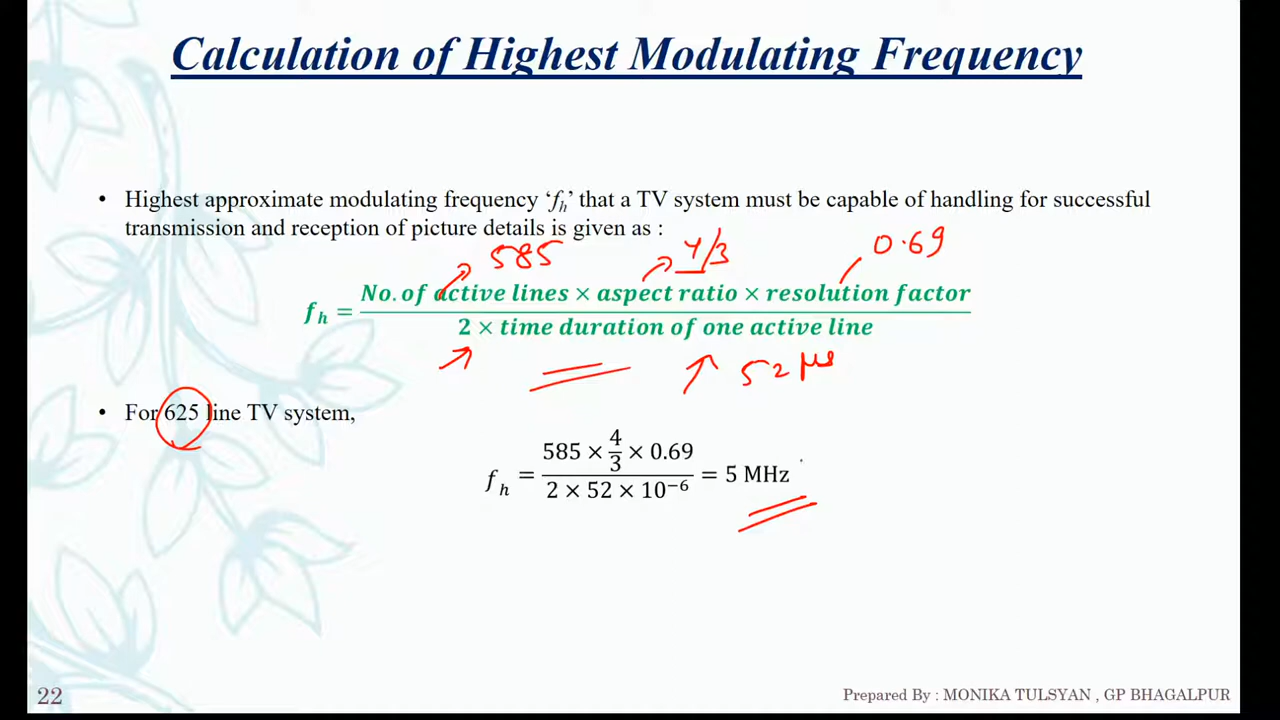 Calculation of Highest Modulating Frequency
• Highest approximate modulating frequency ‘fₕ’ that a TV system must be capable of handling for successful
transmission and reception of picture details is given as :
585 4/3 0.69
fₕ = (No. of active lines × aspect ratio × resolution factor) / (2 × time duration of one active line)
52 μs
• For 625 line TV system,
fₕ = (585 × 4/3 × 0.69) / (2 × 52 × 10⁻⁶) = 5 MHz
22
Prepared By : MONIKA TULSYAN , GP BHAGALPUR